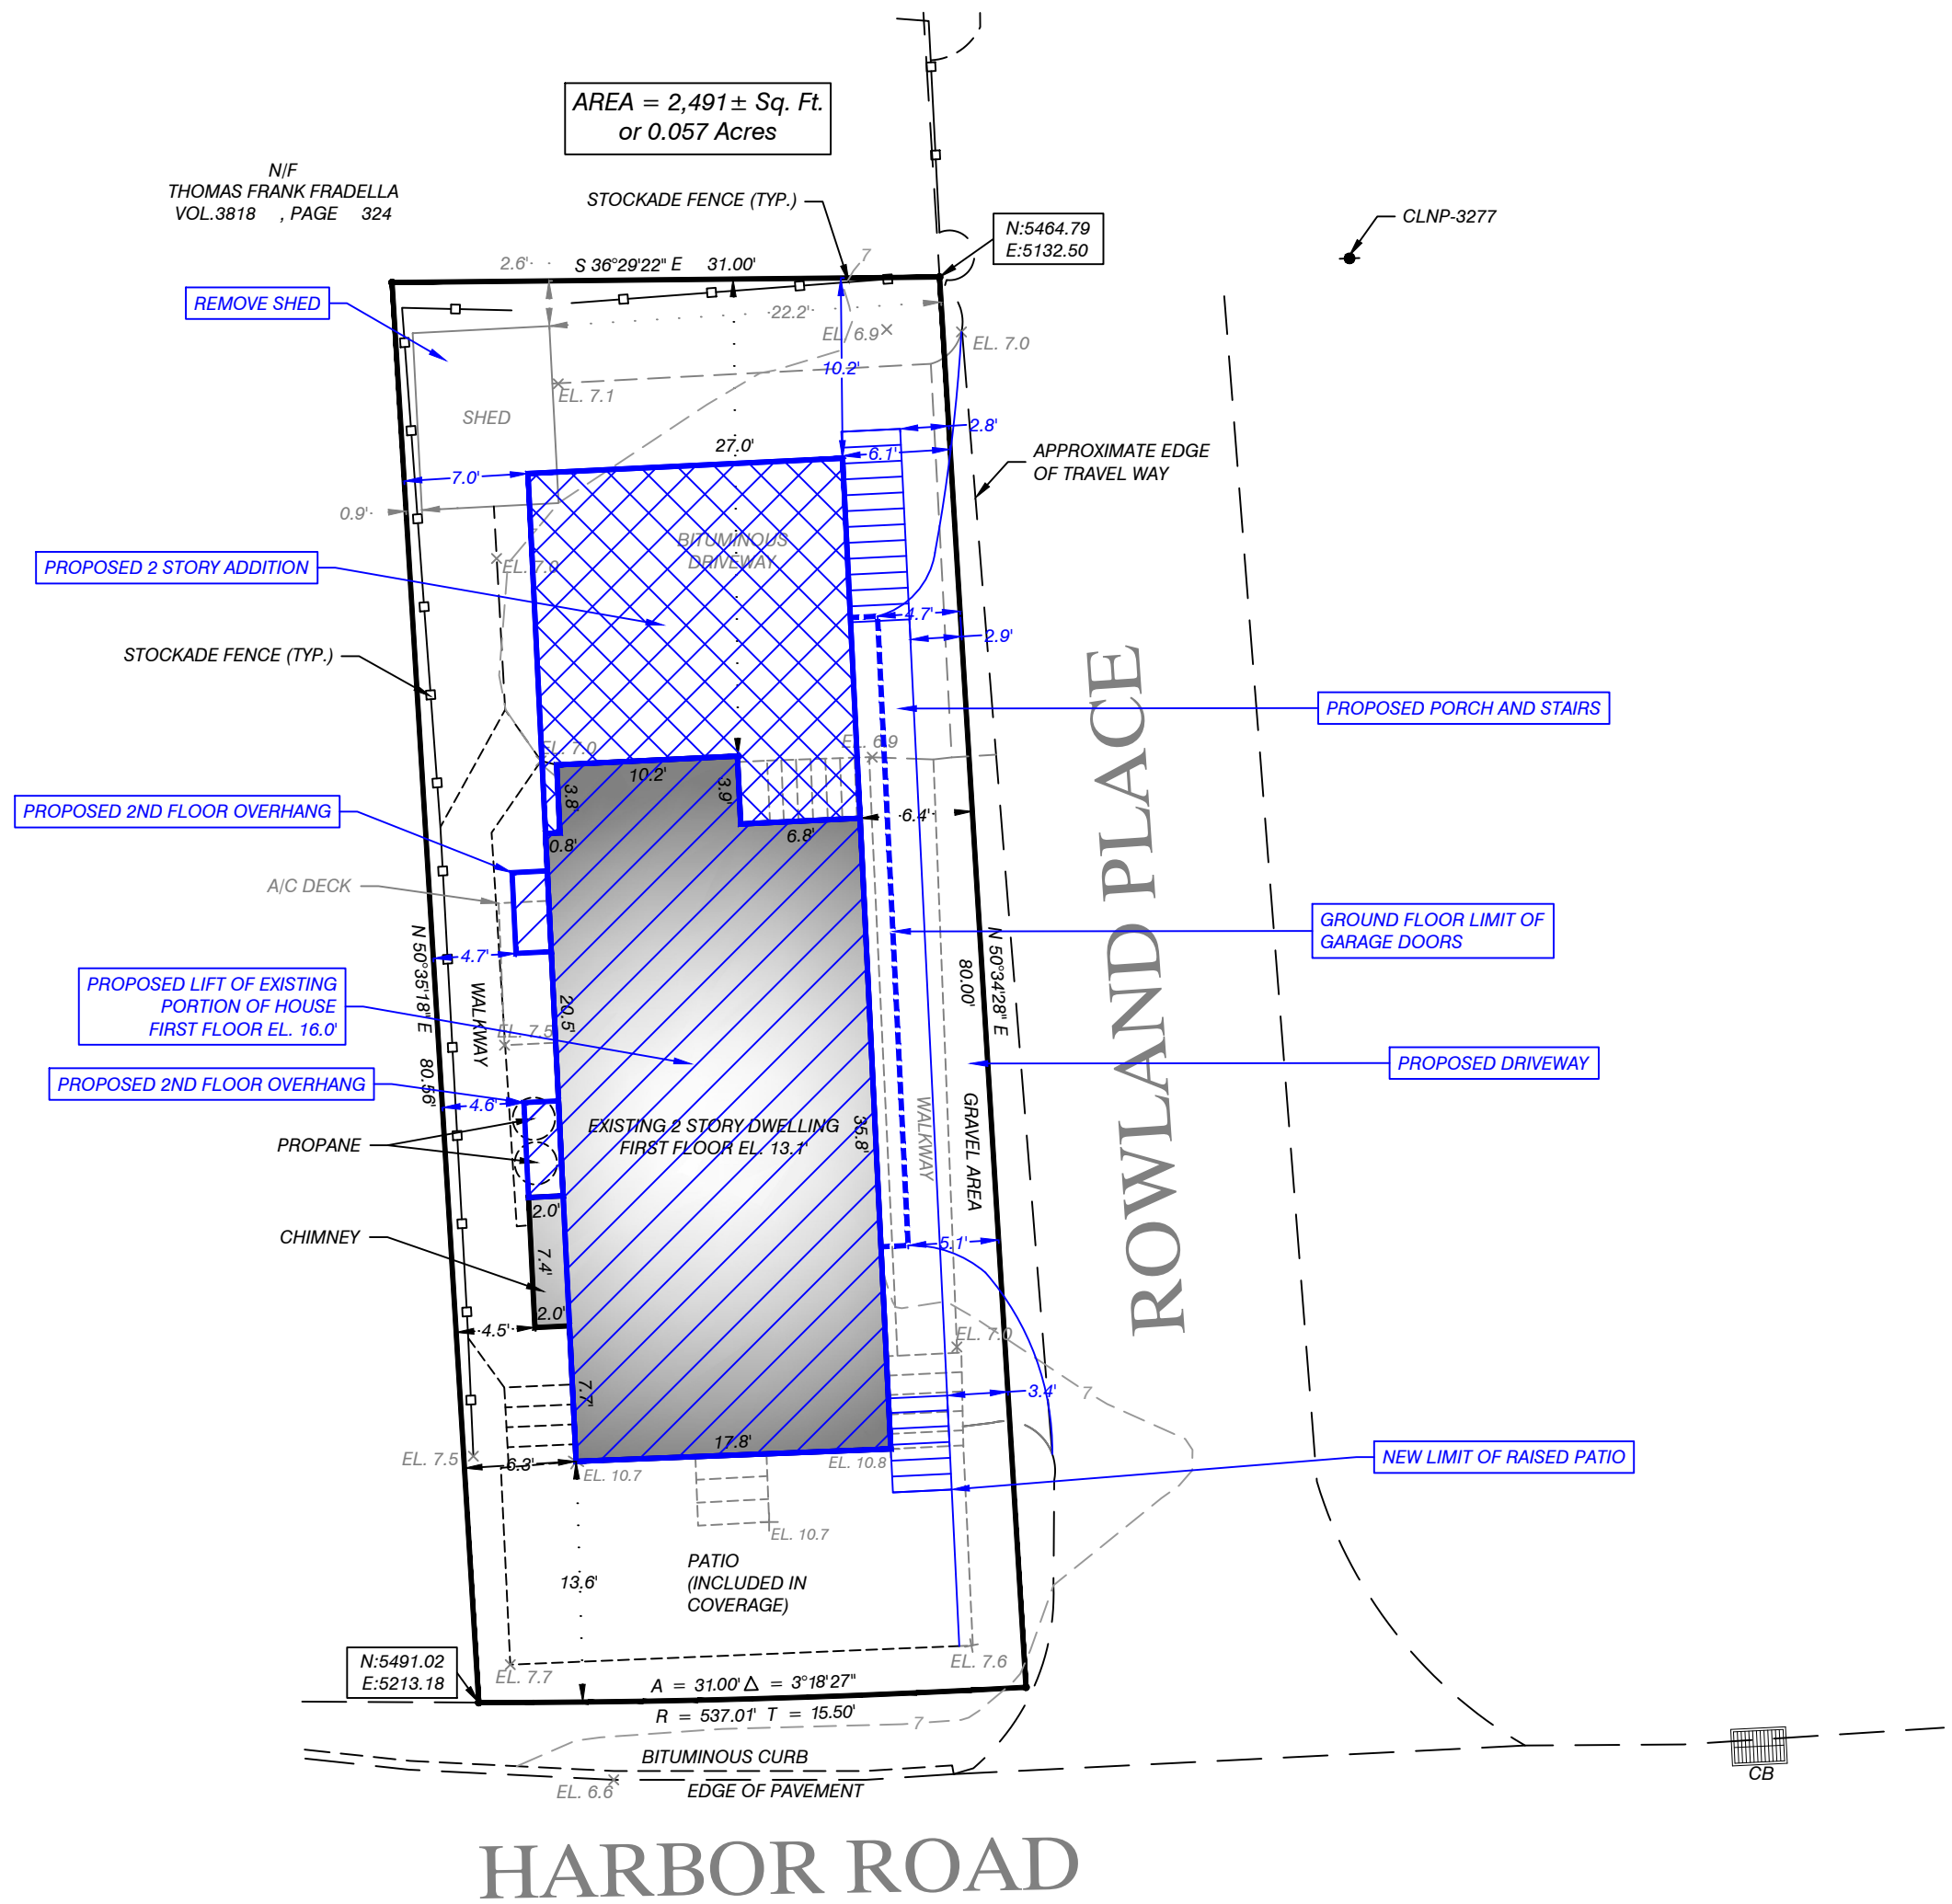 AREA = 2,491± Sq. Ft.
or 0.057 Acres
N/F
THOMAS FRANK FRADELLA
VOL.3818 , PAGE 324
STOCKADE FENCE (TYP.)
N:5464.79
E:5132.50
CLNP-3277
2.6'
S 36°29'22" E 31.00'
7
REMOVE SHED
22.2'
EL 6.9
EL. 7.0
10.2'
EL. 7.1
SHED
2.8'
27.0'
6.1'
APPROXIMATE EDGE
OF TRAVEL WAY
7.0'
0.9'
BITUMINOUS
DRIVEWAY
PROPOSED 2 STORY ADDITION
EL. 7.0
4.7'
2.9'
STOCKADE FENCE (TYP.)
PROPOSED PORCH AND STAIRS
EL. 7.0
EL. 6.9
10.2'
3.8'
3.9'
PROPOSED 2ND FLOOR OVERHANG
6.4'
6.8'
0.8'
A/C DECK
GROUND FLOOR LIMIT OF
GARAGE DOORS
N 50°35'18" E 80.56'
4.7'
N 50°34'28" E
80.00'
PROPOSED LIFT OF EXISTING
PORTION OF HOUSE
FIRST FLOOR EL. 16.0'
WALKWAY
20.5'
EL. 7.5
PROPOSED DRIVEWAY
PROPOSED 2ND FLOOR OVERHANG
4.6'
ROWLAND PLACE
PROPANE
EXISTING 2 STORY DWELLING
FIRST FLOOR EL. 13.1'
35.8'
WALKWAY
GRAVEL AREA
2.0'
CHIMNEY
7.4'
5.1'
2.0'
4.5'
EL. 7.0
7.7'
3.4'
7
17.8'
EL. 7.5
6.3'
EL. 10.7
EL. 10.8
NEW LIMIT OF RAISED PATIO
EL. 10.7
PATIO
(INCLUDED IN
COVERAGE)
13.6'
N:5491.02
E:5213.18
EL. 7.7
EL. 7.6
A = 31.00' Δ = 3°18'27"
R = 537.01' T = 15.50'
7
BITUMINOUS CURB
EL. 6.6
EDGE OF PAVEMENT
CB
HARBOR ROAD